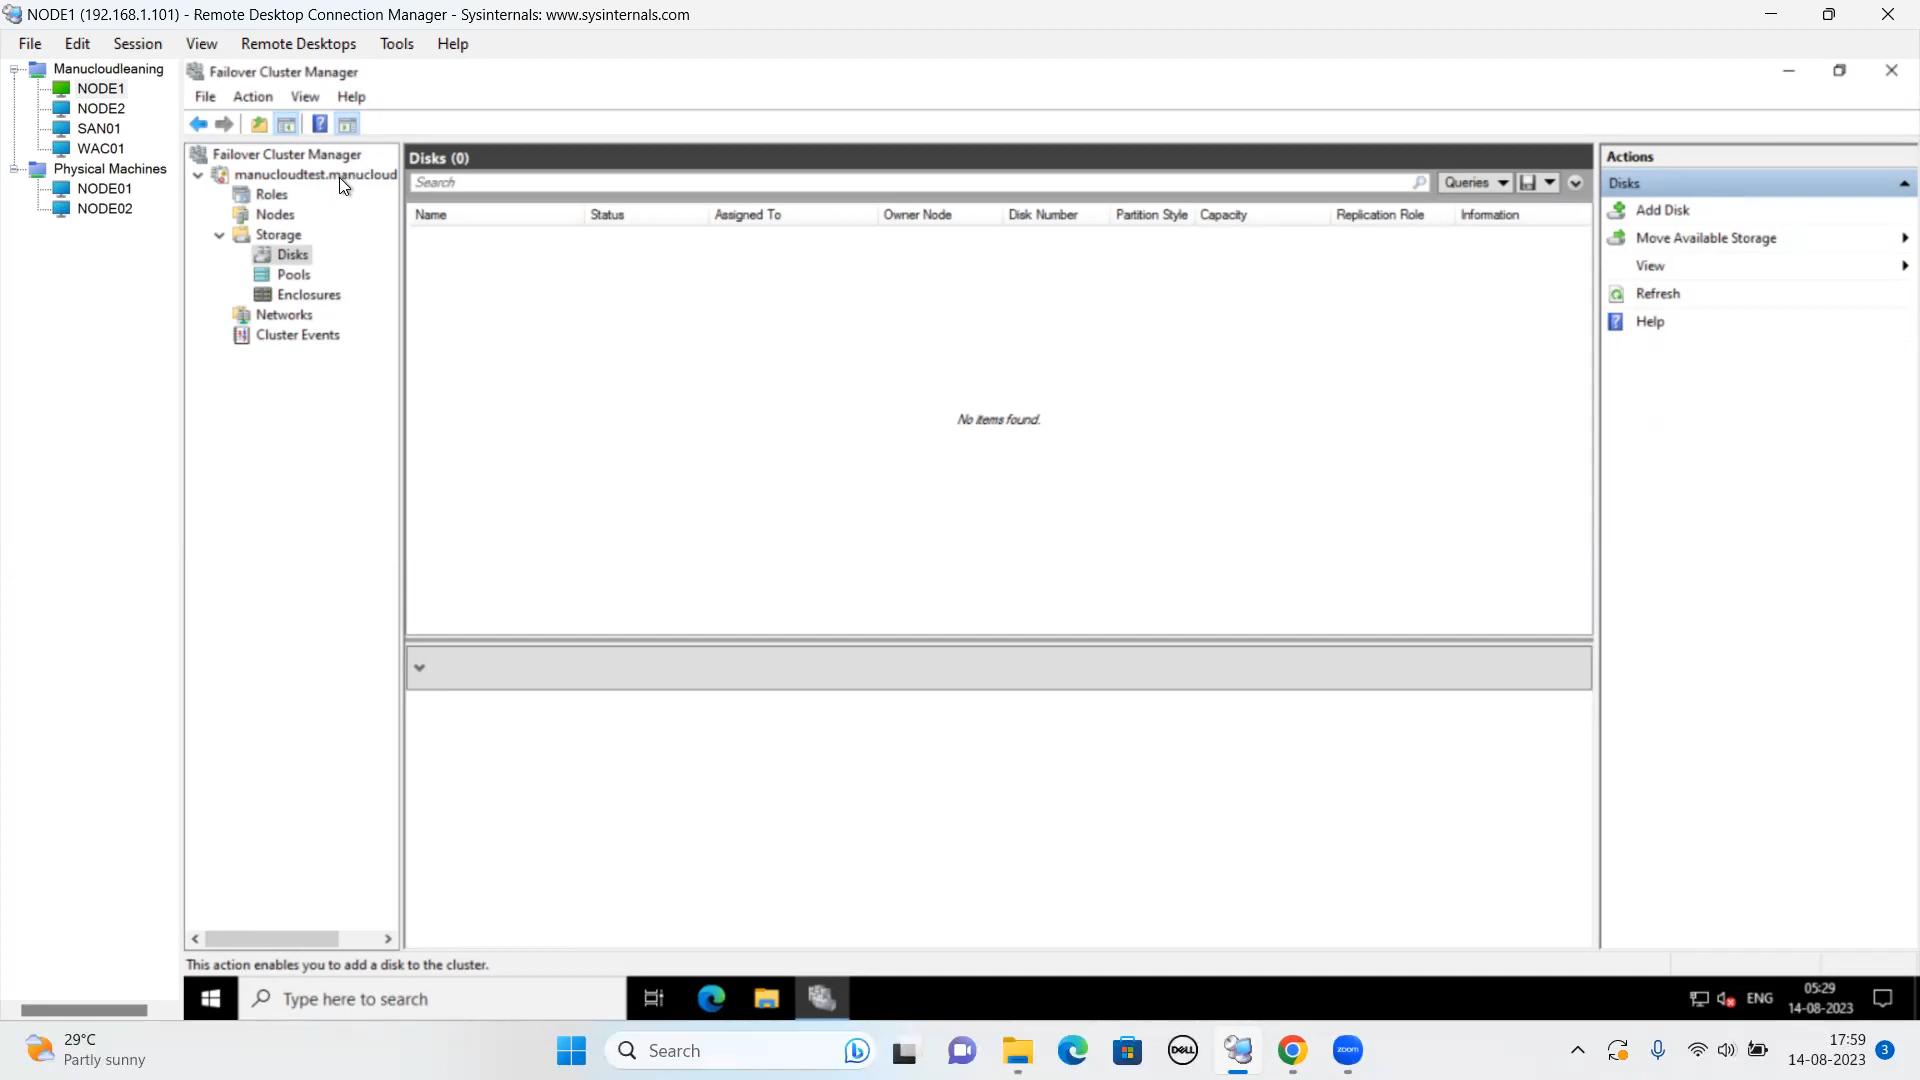 NODE1 (192.168.1.101) - Remote Desktop Connection Manager - Sysinternals: www.sysinternals.com
File Edit Session View Remote Desktops Tools Help
Manucloudleaning
NODE1
NODE2
SAN01
WAC01
Physical Machines
NODE01
NODE02
Failover Cluster Manager
File Action View Help
Failover Cluster Manager
manucloudtest.manucloud
Roles
Nodes
Storage
Disks
Pools
Enclosures
Networks
Cluster Events
Disks (0)
Search Queries
Name Status Assigned To Owner Node Disk Number Partition Style Capacity Replication Role Information
No items found.
Actions
Disks
Add Disk
Move Available Storage
View
Refresh
Help
This action enables you to add a disk to the cluster.
Type here to search
ENG
05:29
14-08-2023
29°C
Partly sunny
Search
DELL
zoom
17:59
14-08-2023
3